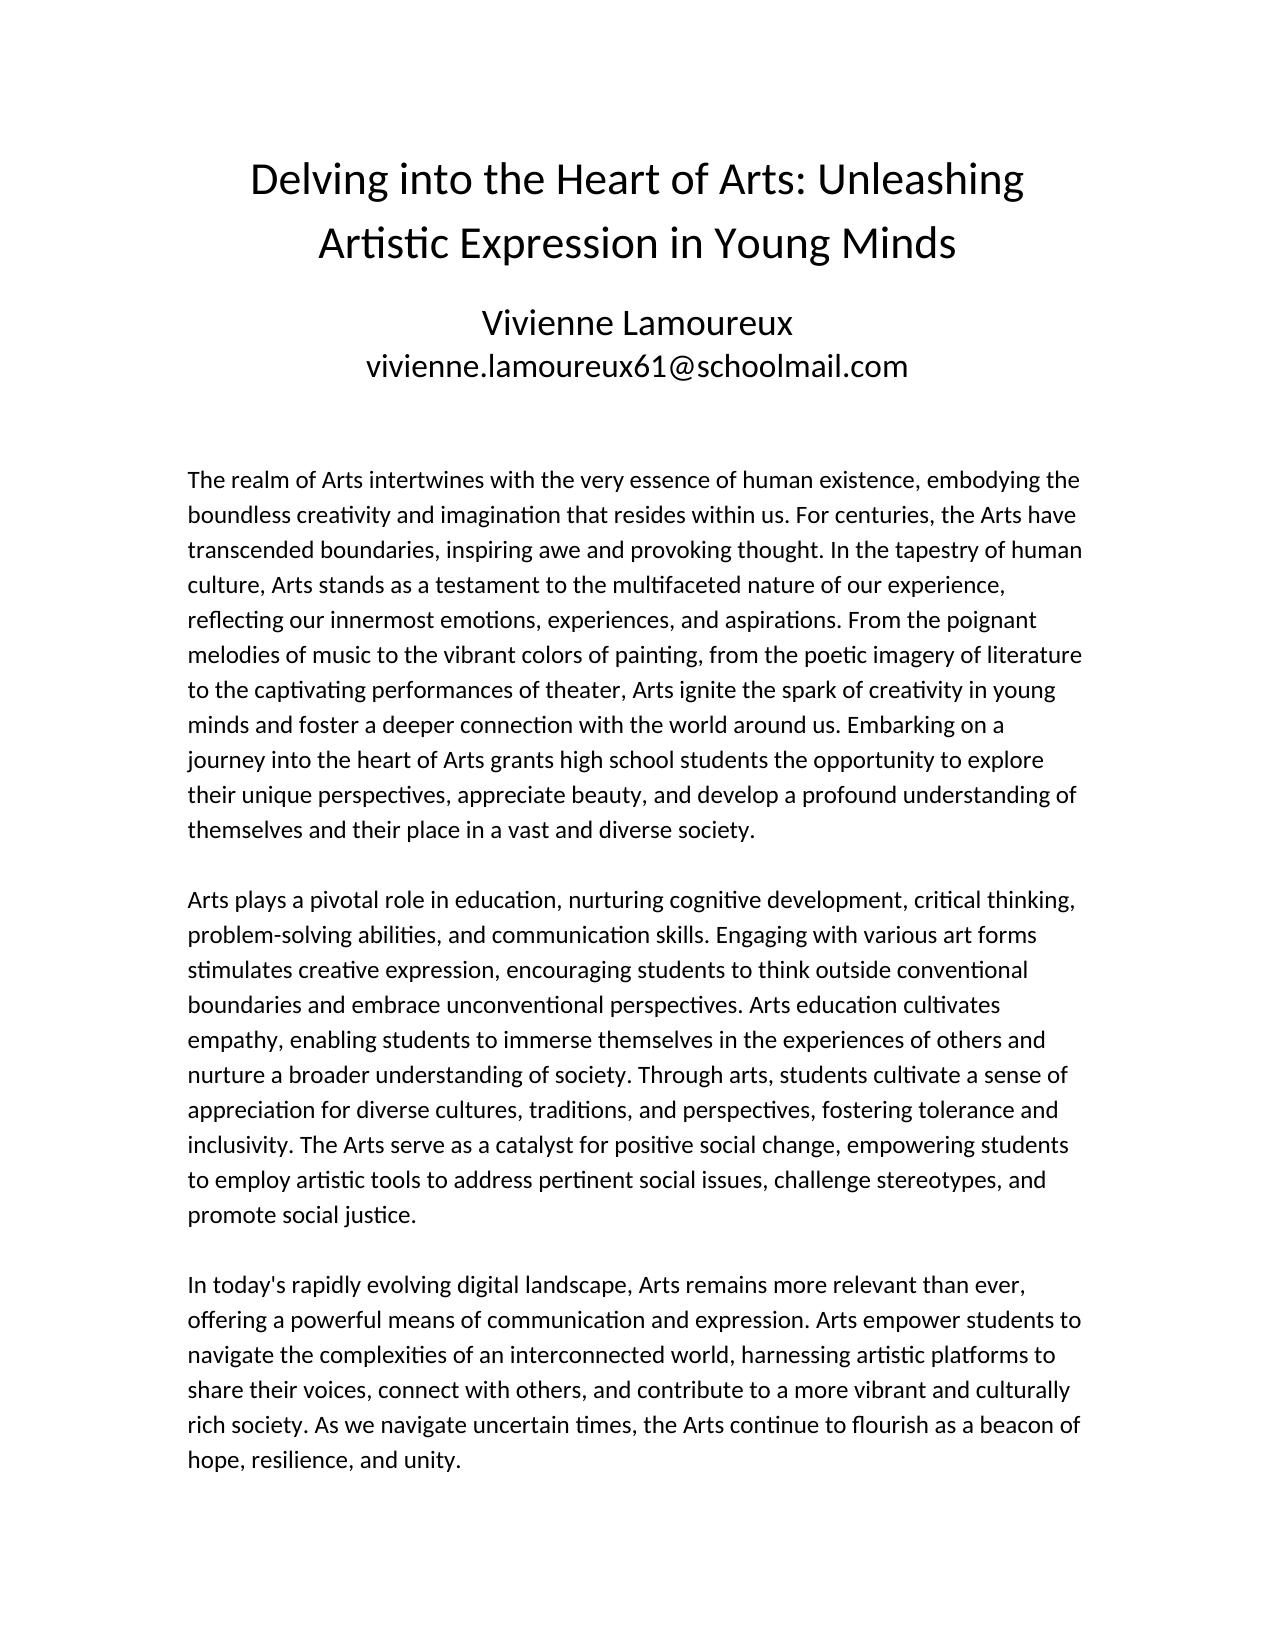 Delving into the Heart of Arts: Unleashing
Artistic Expression in Young Minds
Vivienne Lamoureux
vivienne.lamoureux61@schoolmail.com
The realm of Arts intertwines with the very essence of human existence, embodying the
boundless creativity and imagination that resides within us. For centuries, the Arts have
transcended boundaries, inspiring awe and provoking thought. In the tapestry of human
culture, Arts stands as a testament to the multifaceted nature of our experience,
reflecting our innermost emotions, experiences, and aspirations. From the poignant
melodies of music to the vibrant colors of painting, from the poetic imagery of literature
to the captivating performances of theater, Arts ignite the spark of creativity in young
minds and foster a deeper connection with the world around us. Embarking on a
journey into the heart of Arts grants high school students the opportunity to explore
their unique perspectives, appreciate beauty, and develop a profound understanding of
themselves and their place in a vast and diverse society.
Arts plays a pivotal role in education, nurturing cognitive development, critical thinking,
problem-solving abilities, and communication skills. Engaging with various art forms
stimulates creative expression, encouraging students to think outside conventional
boundaries and embrace unconventional perspectives. Arts education cultivates
empathy, enabling students to immerse themselves in the experiences of others and
nurture a broader understanding of society. Through arts, students cultivate a sense of
appreciation for diverse cultures, traditions, and perspectives, fostering tolerance and
inclusivity. The Arts serve as a catalyst for positive social change, empowering students
to employ artistic tools to address pertinent social issues, challenge stereotypes, and
promote social justice.
In today's rapidly evolving digital landscape, Arts remains more relevant than ever,
offering a powerful means of communication and expression. Arts empower students to
navigate the complexities of an interconnected world, harnessing artistic platforms to
share their voices, connect with others, and contribute to a more vibrant and culturally
rich society. As we navigate uncertain times, the Arts continue to flourish as a beacon of
hope, resilience, and unity.